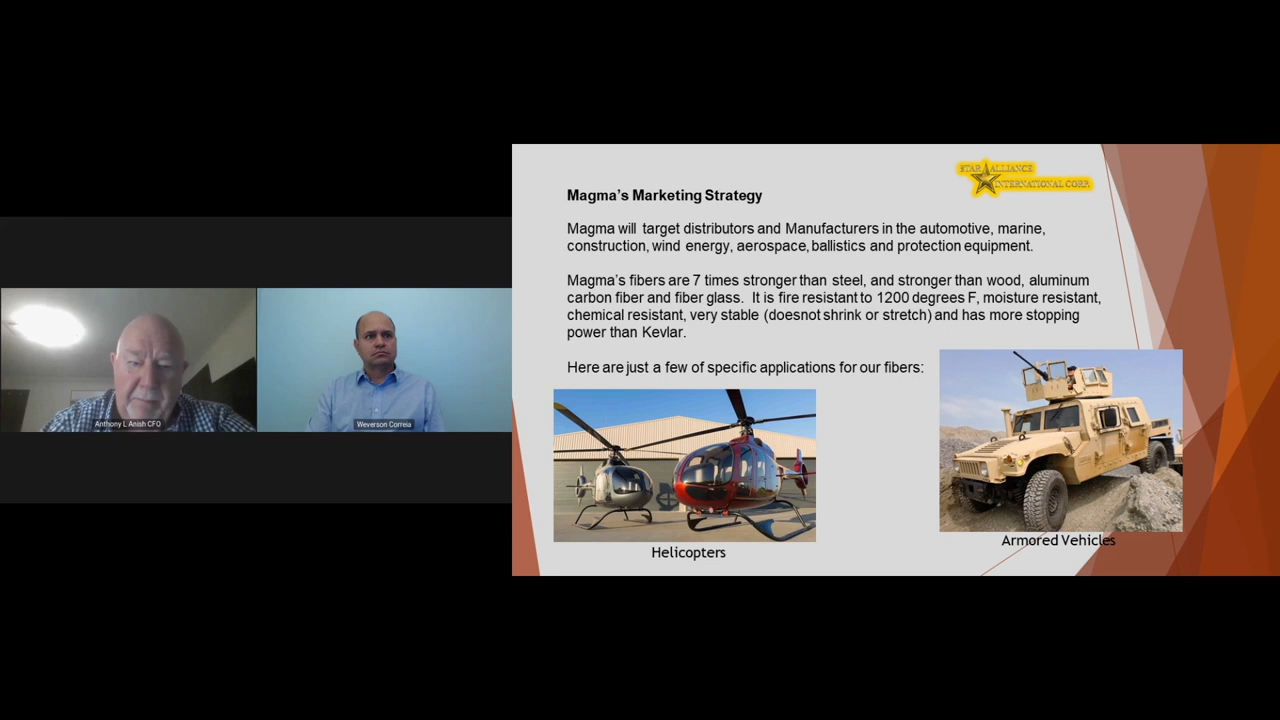 STAR ALLIANCE
INTERNATIONAL CORP.
Magma's Marketing Strategy
Magma will target distributors and Manufacturers in the automotive, marine,
construction, wind energy, aerospace, ballistics and protection equipment.
Magma's fibers are 7 times stronger than steel, and stronger than wood, aluminum
carbon fiber and fiber glass. It is fire resistant to 1200 degrees F, moisture resistant,
chemical resistant, very stable (doesnot shrink or stretch) and has more stopping
power than Kevlar.
Here are just a few of specific applications for our fibers:
Helicopters
Armored Vehicles
Anthony L Anish CFO
Weverson Correia